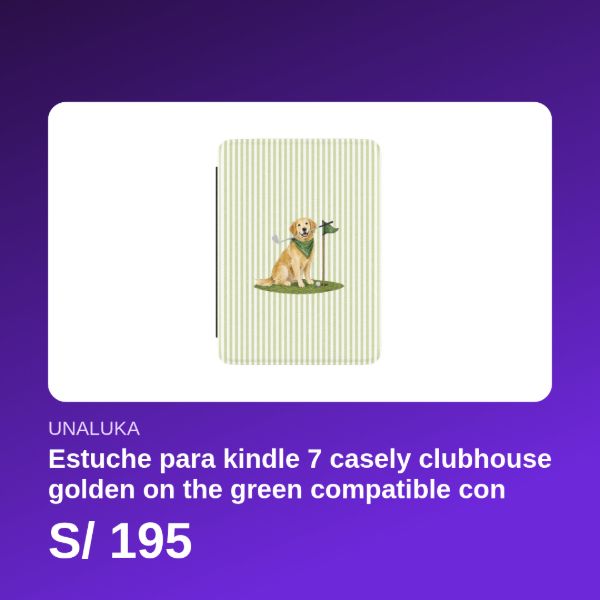 UNALUKA
Estuche para kindle 7 casely clubhouse
golden on the green compatible con
S/ 195